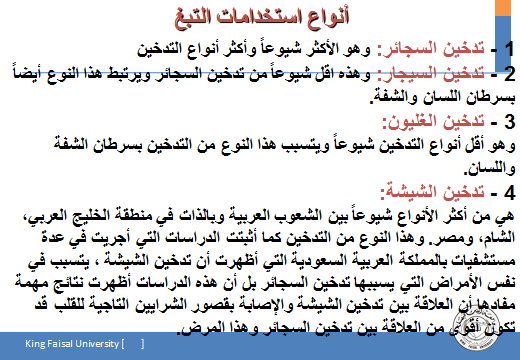 أنواع استخدامات التبغ
1 - تدخين السجائر: وهو الأكثر شيوعاً وأكثر أنواع التدخين
2 - تدخين السيجار: وهذه اقل شيوعاً من تدخين السجائر ويرتبط هذا النوع أيضاً
بسرطان اللسان والشفة.
3 - تدخين الغليون:
وهو أقل أنواع التدخين شيوعاً ويتسبب هذا النوع من التدخين بسرطان الشفة
واللسان.
4 - تدخين الشيشة:
هي من أكثر الأنواع شيوعاً بين الشعوب العربية وبالذات في منطقة الخليج العربي،
الشام، ومصر. وهذا النوع من التدخين كما أثبتت الدراسات التي أجريت في عدة
مستشفيات بالمملكة العربية السعودية التي أظهرت أن تدخين الشيشة ، يتسبب في
نفس الأمراض التي يسببها تدخين السجائر بل أن هذه الدراسات أظهرت نتائج مهمة
مفادها أن العلاقة بين تدخين الشيشة والإصابة بقصور الشرايين التاجية للقلب قد
تكون أقوى من العلاقة بين تدخين السجائر وهذا المرض.
King Faisal University [ ]